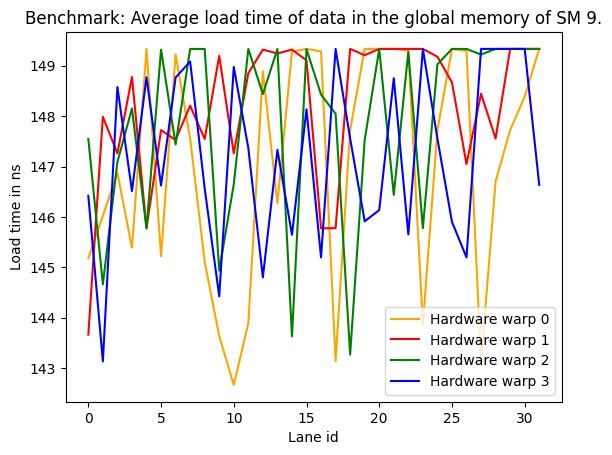 Benchmark: Average load time of data in the global memory of SM 9.
Load time in ns
149
148
147
146
145
144
143
0 5 10 15 20 25 30
Lane id
Hardware warp 0
Hardware warp 1
Hardware warp 2
Hardware warp 3